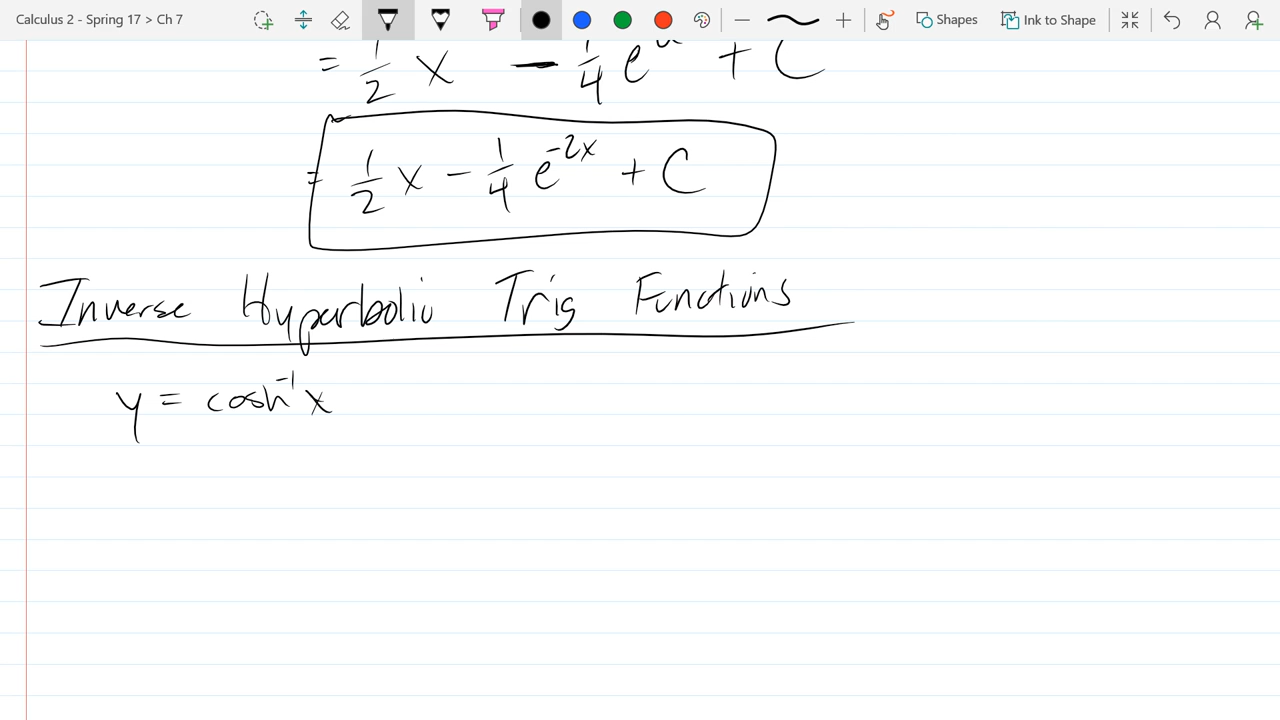 Calculus 2 - Spring 17 > Ch 7 Shapes Ink to Shape
= 1/2 x - 1/4 e^u + C
= 1/2 x - 1/4 e^-2x + C
Inverse Hyperbolic Trig Functions
y = cosh^-1 x